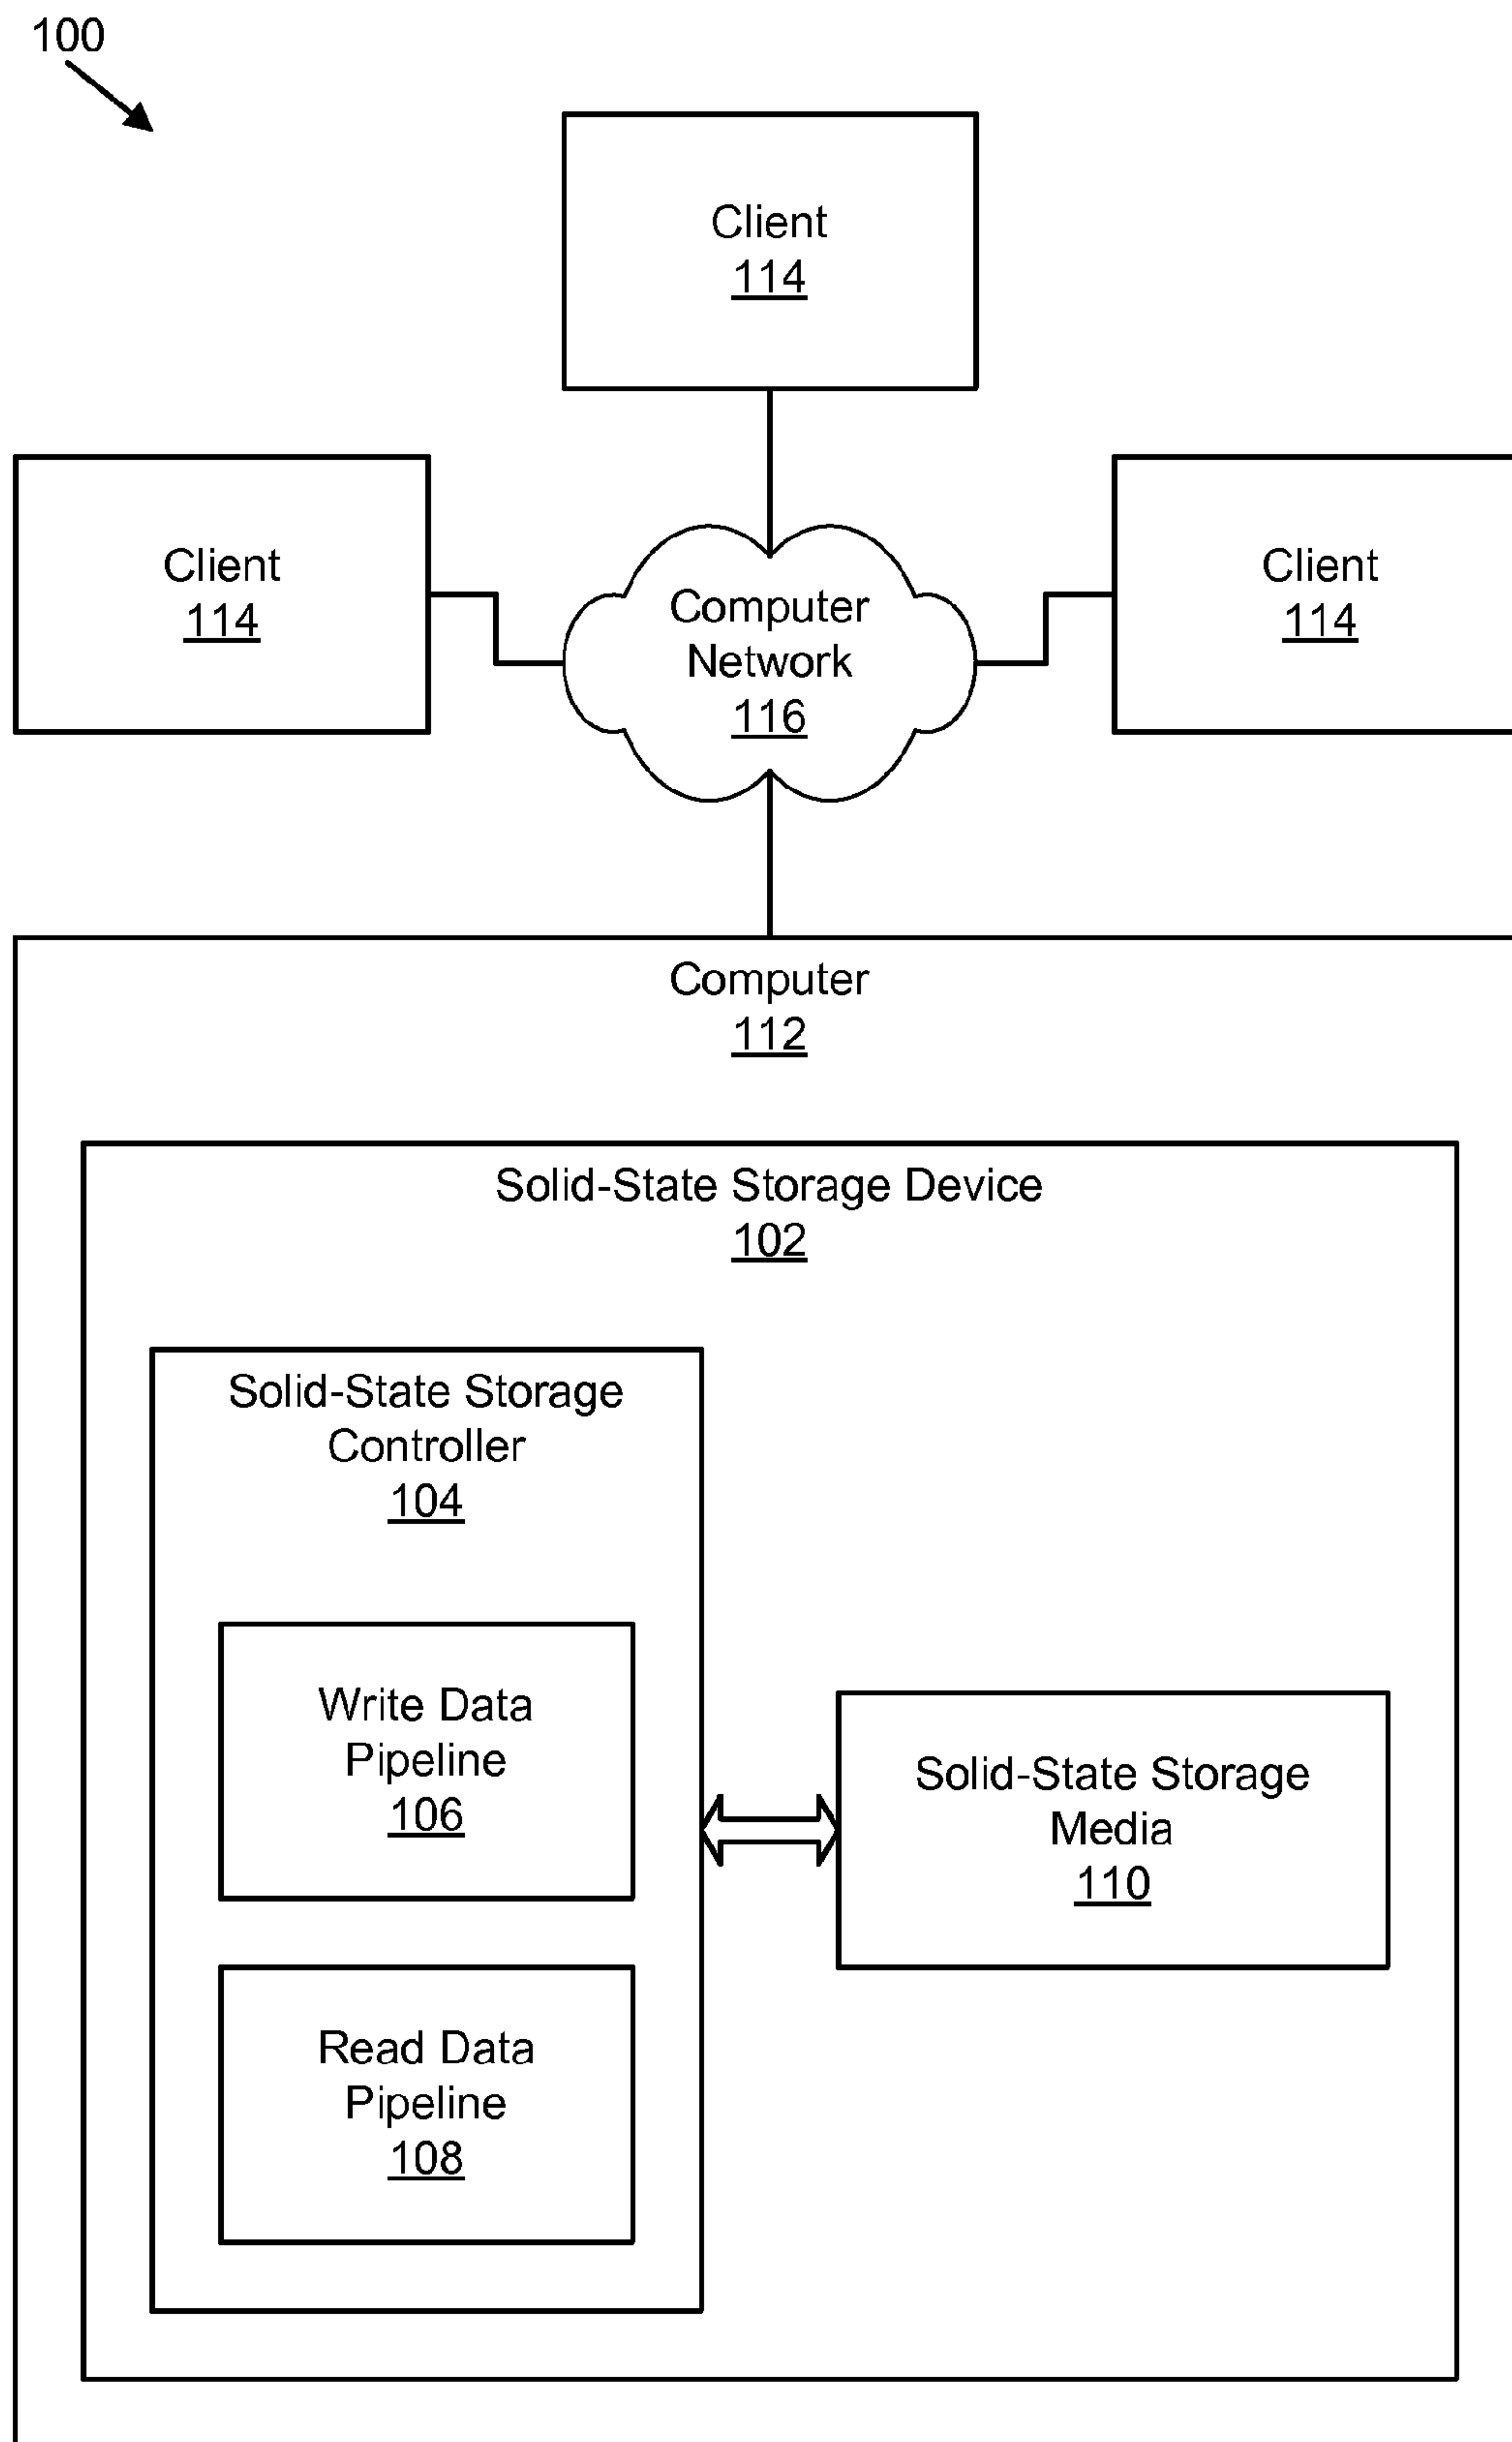 100
Client
114
Client
114
Client
114
Computer
Network
116
Computer
112
Solid-State Storage Device
102
Solid-State Storage
Controller
104
Write Data
Pipeline
106
Solid-State Storage
Media
110
Read Data
Pipeline
108